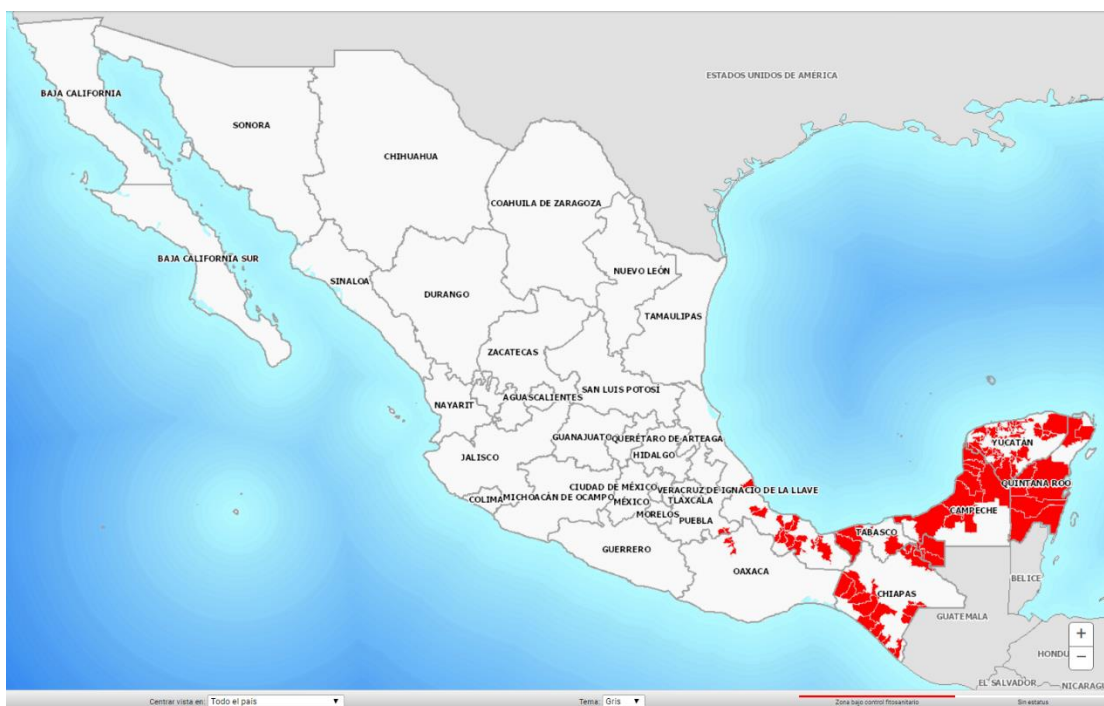 ESTADOS UNIDOS DE AMÉRICA
BAJA CALIFORNIA
SONORA
CHIHUAHUA
COAHUILA DE ZARAGOZA
BAJA CALIFORNIA SUR
NUEVO LEÓN
SINALOA
DURANGO
TAMAULIPAS
ZACATECAS
SAN LUIS POTOSÍ
AGUASCALIENTES
NAYARIT
GUANAJUATO
QUERÉTARO DE ARTEAGA
YUCATÁN
HIDALGO
JALISCO
QUINTANA ROO
CIUDAD DE MÉXICO
VERACRUZ DE IGNACIO DE LA LLAVE
COLIMA
MICHOACÁN DE OCAMPO
MÉXICO
TLAXCALA
CAMPECHE
MORELOS
PUEBLA
TABASCO
GUERRERO
OAXACA
BELICE
CHIAPAS
GUATEMALA
+
HONDU
−
EL SALVADOR
NICARAGU
Centrar vista en: Todo el país ▼
Tema: Gris ▼
Zona bajo control fitosanitario
Sin estatus